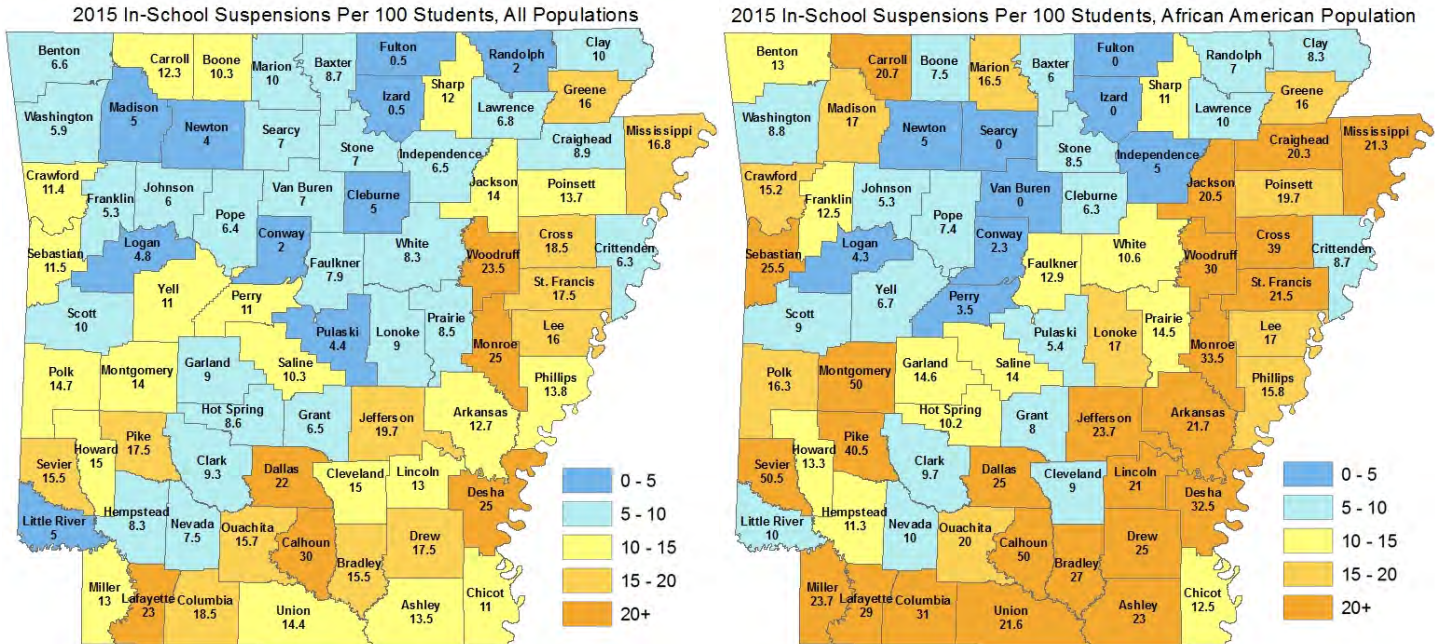 2015 In-School Suspensions Per 100 Students, All Populations
Benton
6.6
Carroll
12.3
Boone
10.3
Marion
10
Baxter
8.7
Fulton
0.5
Randolph
2
Clay
10
Sharp
12
Izard
0.5
Greene
16
Lawrence
6.8
Washington
5.9
Madison
5
Newton
4
Searcy
7
Stone
7
Independence
6.5
Craighead
8.9
Mississippi
16.8
Crawford
11.4
Franklin
5.3
Johnson
6
Pope
6.4
Van Buren
7
Cleburne
5
Jackson
14
Poinsett
13.7
Sebastian
11.5
Logan
4.8
Conway
2
Faulkner
7.9
White
8.3
Woodruff
23.5
Cross
18.5
Crittenden
6.3
Yell
11
Perry
11
St. Francis
17.5
Scott
10
Pulaski
4.4
Lonoke
9
Prairie
8.5
Monroe
25
Lee
16
Polk
14.7
Montgomery
14
Garland
9
Saline
10.3
Phillips
13.8
Hot Spring
8.6
Grant
6.5
Jefferson
19.7
Arkansas
12.7
Sevier
15.5
Howard
15
Pike
17.5
Clark
9.3
Dallas
22
Cleveland
15
Lincoln
13
Desha
25
Little River
5
Hempstead
8.3
Nevada
7.5
Ouachita
15.7
Calhoun
30
Bradley
15.5
Drew
17.5
Miller
13
Lafayette
23
Columbia
18.5
Union
14.4
Ashley
13.5
Chicot
11
0 - 5
5 - 10
10 - 15
15 - 20
20+
2015 In-School Suspensions Per 100 Students, African American Population
Benton
13
Carroll
20.7
Boone
7.5
Marion
16.5
Baxter
6
Fulton
0
Randolph
7
Clay
8.3
Sharp
11
Izard
0
Greene
16
Lawrence
10
Washington
8.8
Madison
17
Newton
5
Searcy
0
Stone
8.5
Independence
5
Craighead
20.3
Mississippi
21.3
Crawford
15.2
Franklin
12.5
Johnson
5.3
Pope
7.4
Van Buren
0
Cleburne
6.3
Jackson
20.5
Poinsett
19.7
Sebastian
25.5
Logan
4.3
Conway
2.3
Faulkner
12.9
White
10.6
Woodruff
30
Cross
39
Crittenden
8.7
Yell
6.7
Perry
3.5
St. Francis
21.5
Scott
9
Pulaski
5.4
Lonoke
17
Prairie
14.5
Monroe
33.5
Lee
17
Polk
16.3
Montgomery
50
Garland
14.6
Saline
14
Phillips
15.8
Hot Spring
10.2
Grant
8
Jefferson
23.7
Arkansas
21.7
Sevier
50.5
Howard
13.3
Pike
40.5
Clark
9.7
Dallas
25
Cleveland
9
Lincoln
21
Desha
32.5
Little River
10
Hempstead
11.3
Nevada
10
Ouachita
20
Calhoun
50
Bradley
27
Drew
25
Miller
23.7
Lafayette
29
Columbia
31
Union
21.6
Ashley
23
Chicot
12.5
0 - 5
5 - 10
10 - 15
15 - 20
20+